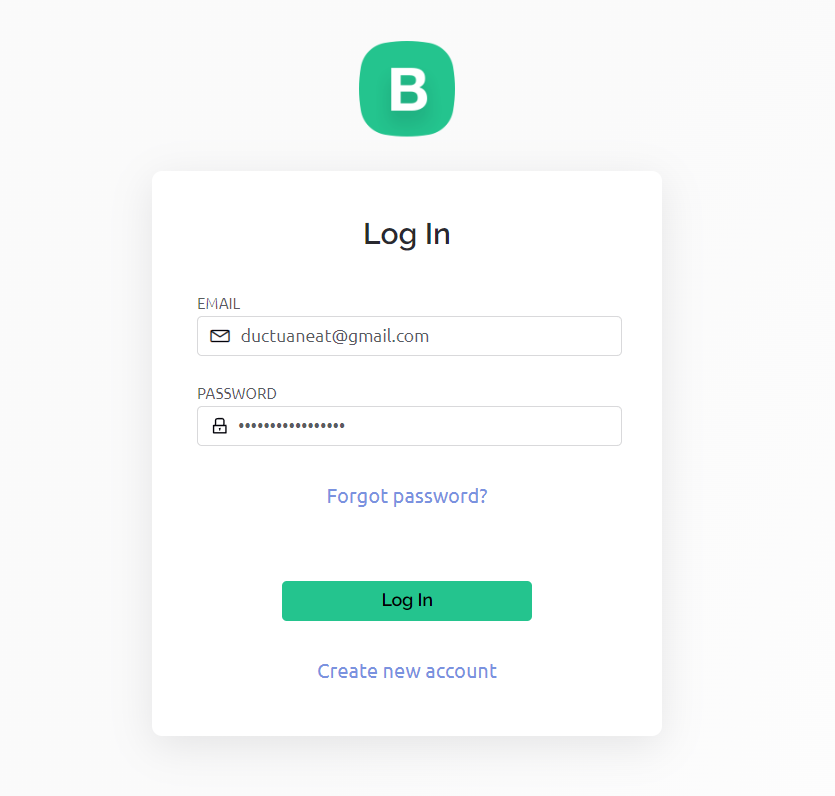 B
Log In
EMAIL
ductuaneat@gmail.com
PASSWORD
•••••••••••••••••
Forgot password?
Log In
Create new account